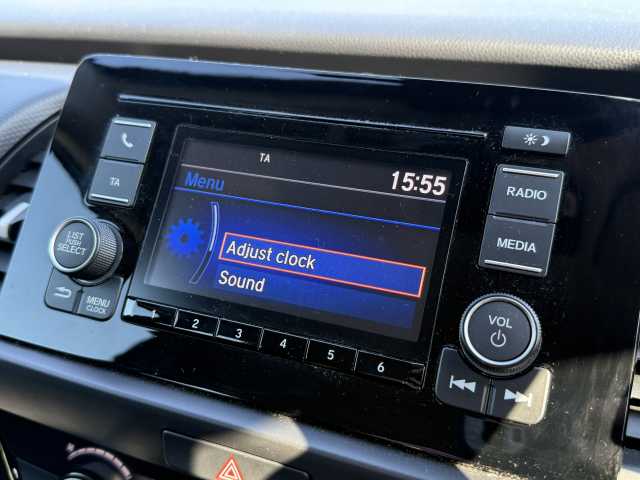 TA
Menu
15:55
Adjust clock
Sound
TA
LIST
PUSH
SELECT
MENU
CLOCK
2
3
4
5
6
RADIO
MEDIA
VOL